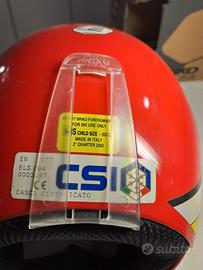 BRIKO FORERUNNER
FOR SKI USE ONLY
CHILD SIZE
MADE IN ITALY
2° QUARTER 2002
EN 1077
CSI
CASCO CERTIFICATO
subito